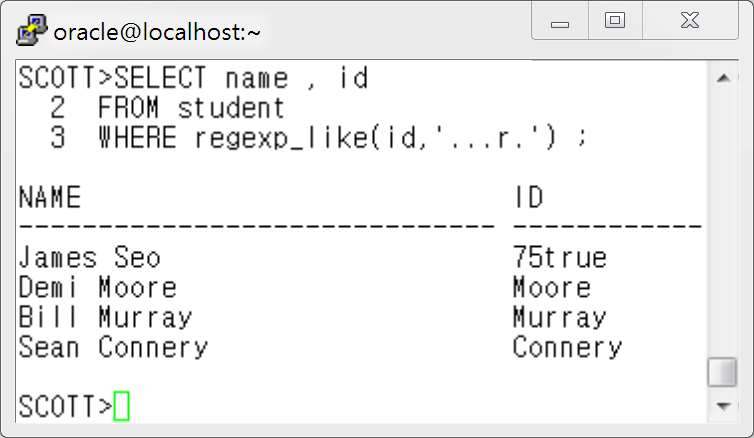 oracle@localhost:~
SCOTT>SELECT name , id
2 FROM student
3 WHERE regexp_like(id,'...r.') ;
NAME ID
------------------------------ ------------
James Seo 75true
Demi Moore Moore
Bill Murray Murray
Sean Connery Connery
SCOTT>